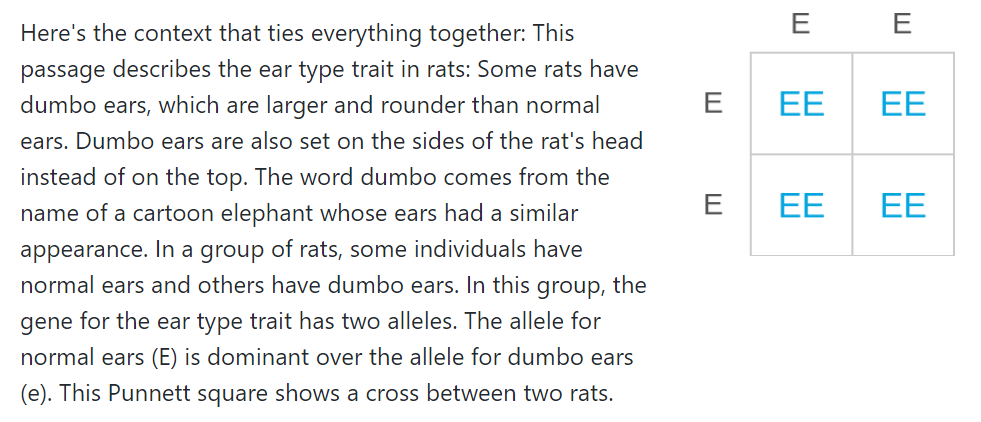 Here's the context that ties everything together: This
passage describes the ear type trait in rats: Some rats have
dumbo ears, which are larger and rounder than normal
ears. Dumbo ears are also set on the sides of the rat's head
instead of on the top. The word dumbo comes from the
name of a cartoon elephant whose ears had a similar
appearance. In a group of rats, some individuals have
normal ears and others have dumbo ears. In this group, the
gene for the ear type trait has two alleles. The allele for
normal ears (E) is dominant over the allele for dumbo ears
(e). This Punnett square shows a cross between two rats.
E E
E EE EE
E EE EE